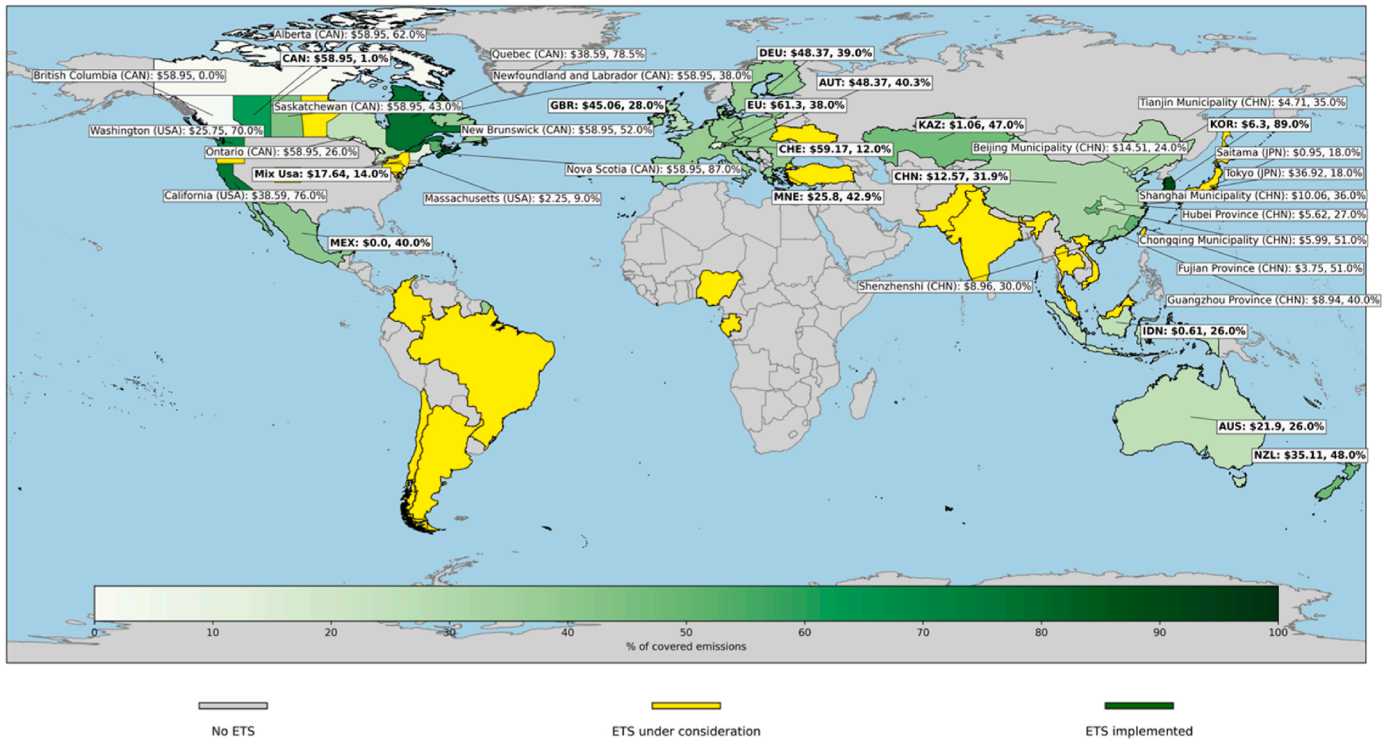 Alberta (CAN): $58.95, 62.0%
CAN: $58.95, 1.0%
British Columbia (CAN): $58.95, 0.0%
Quebec (CAN): $38.59, 78.5%
Newfoundland and Labrador (CAN): $58.95, 38.0%
Saskatchewan (CAN): $58.95, 43.0%
Washington (USA): $25.75, 70.0%
New Brunswick (CAN): $58.95, 52.0%
Ontario (CAN): $58.95, 26.0%
Nova Scotia (CAN): $58.95, 87.0%
Mix Usa: $17.64, 14.0%
California (USA): $38.59, 76.0%
Massachusetts (USA): $2.25, 9.0%
MEX: $0.0, 40.0%
DEU: $48.37, 39.0%
AUT: $48.37, 40.3%
GBR: $45.06, 28.0%
EU: $61.3, 38.0%
CHE: $59.17, 12.0%
MNE: $25.8, 42.9%
KAZ: $1.06, 47.0%
Tianjin Municipality (CHN): $4.71, 35.0%
KOR: $6.3, 89.0%
Beijing Municipality (CHN): $14.51, 24.0%
Saitama (JPN): $0.95, 18.0%
CHN: $12.57, 31.9%
Tokyo (JPN): $36.92, 18.0%
Shanghai Municipality (CHN): $10.06, 36.0%
Hubei Province (CHN): $5.62, 27.0%
Chongqing Municipality (CHN): $5.99, 51.0%
Fujian Province (CHN): $3.75, 51.0%
Shenzhenshi (CHN): $8.96, 30.0%
Guangzhou Province (CHN): $8.94, 40.0%
IDN: $0.61, 26.0%
AUS: $21.9, 26.0%
NZL: $35.11, 48.0%
0 10 20 30 40 50 60 70 80 90 100
% of covered emissions
No ETS
ETS under consideration
ETS implemented